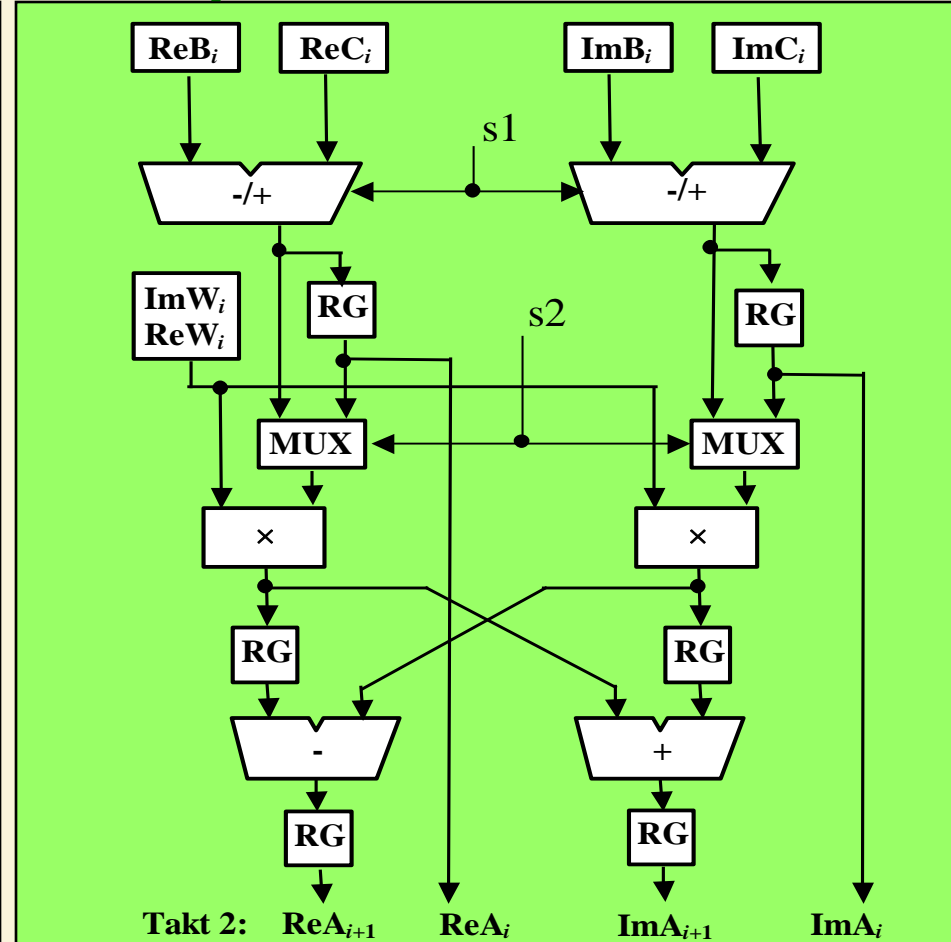 ReBi ReCi ImBi ImCi
s1
-/+ -/+
ImWi
ReWi
RG RG
s2
MUX MUX
× ×
RG RG
- +
RG RG
Takt 2: ReAi+1 ReAi ImAi+1 ImAi